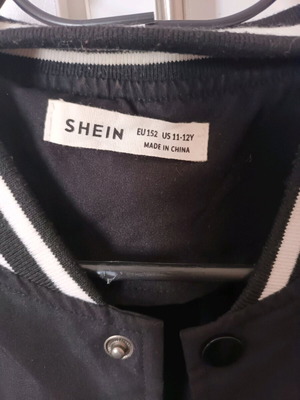 SHEIN EU 152 US 11-12Y
MADE IN CHINA